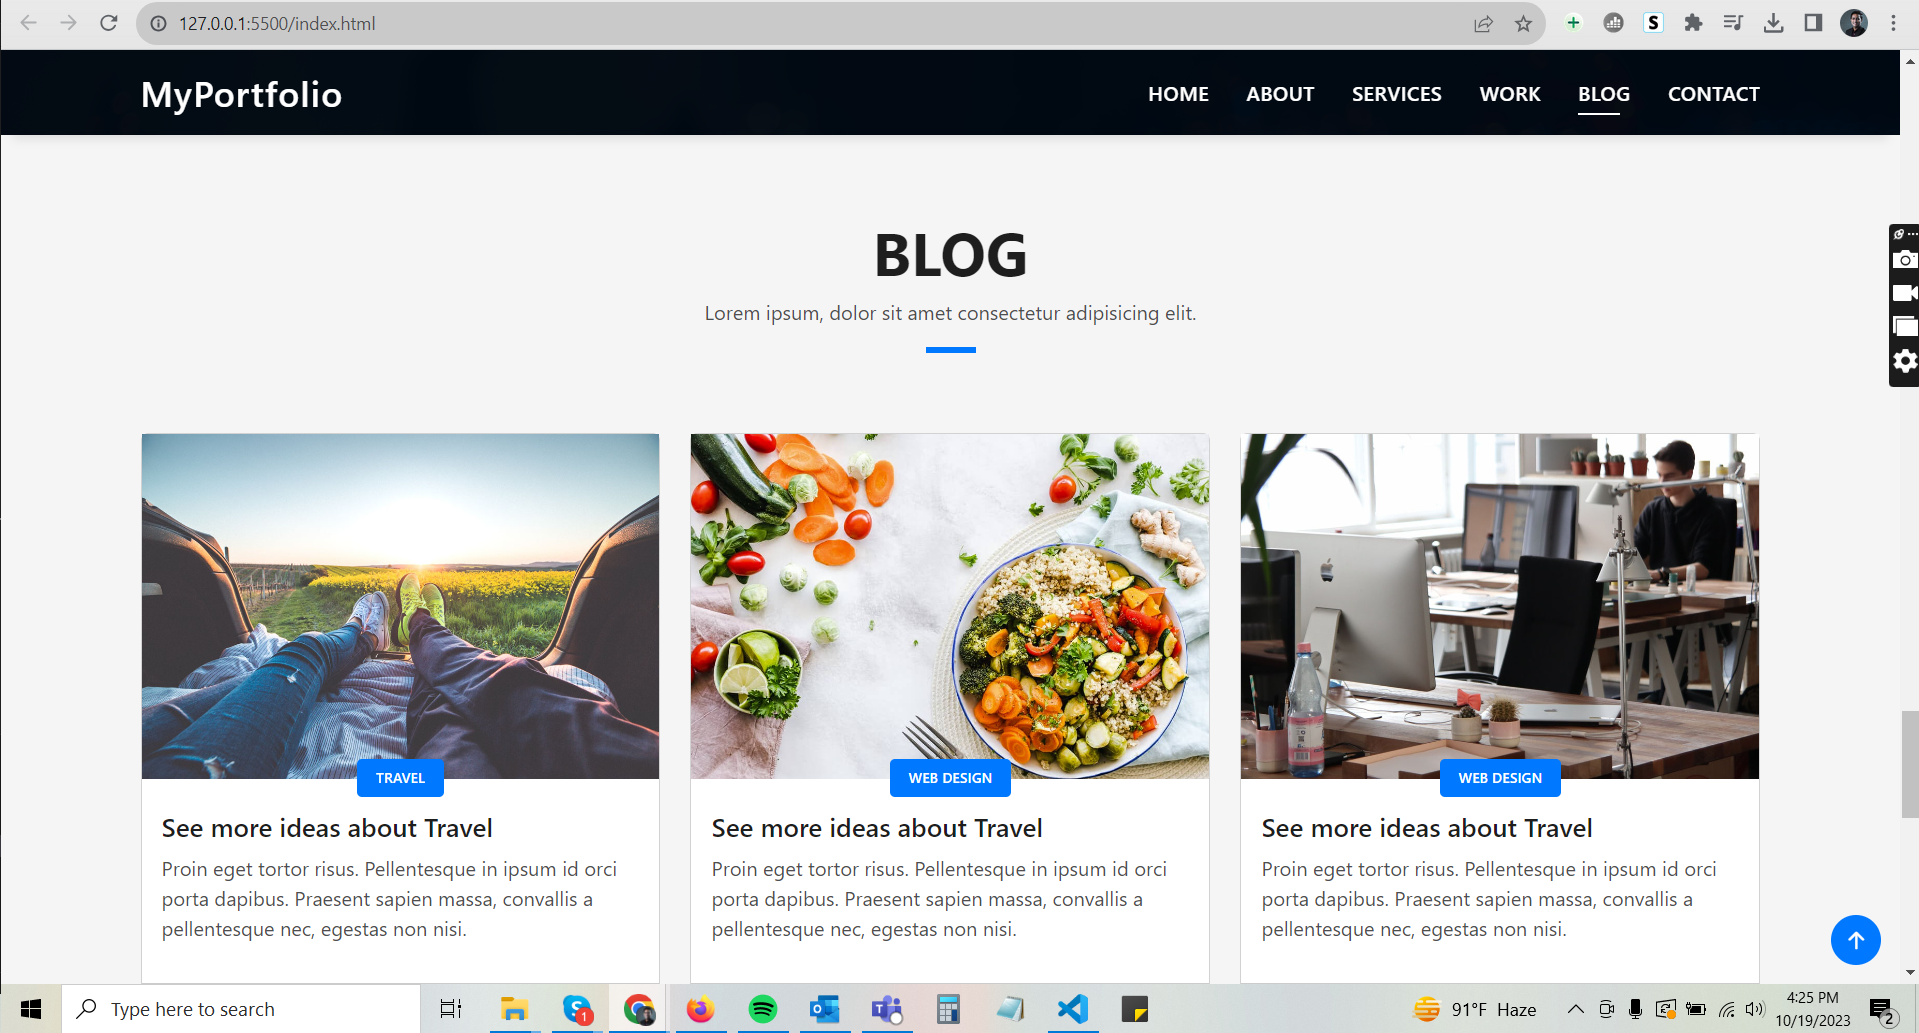 127.0.0.1:5500/index.html
S
MyPortfolio
HOME ABOUT SERVICES WORK BLOG CONTACT
BLOG
Lorem ipsum, dolor sit amet consectetur adipisicing elit.
TRAVEL
WEB DESIGN
WEB DESIGN
See more ideas about Travel
Proin eget tortor risus. Pellentesque in ipsum id orci
porta dapibus. Praesent sapien massa, convallis a
pellentesque nec, egestas non nisi.
See more ideas about Travel
Proin eget tortor risus. Pellentesque in ipsum id orci
porta dapibus. Praesent sapien massa, convallis a
pellentesque nec, egestas non nisi.
See more ideas about Travel
Proin eget tortor risus. Pellentesque in ipsum id orci
porta dapibus. Praesent sapien massa, convallis a
pellentesque nec, egestas non nisi.
Type here to search
1
91°F Haze
4:25 PM
10/19/2023
2